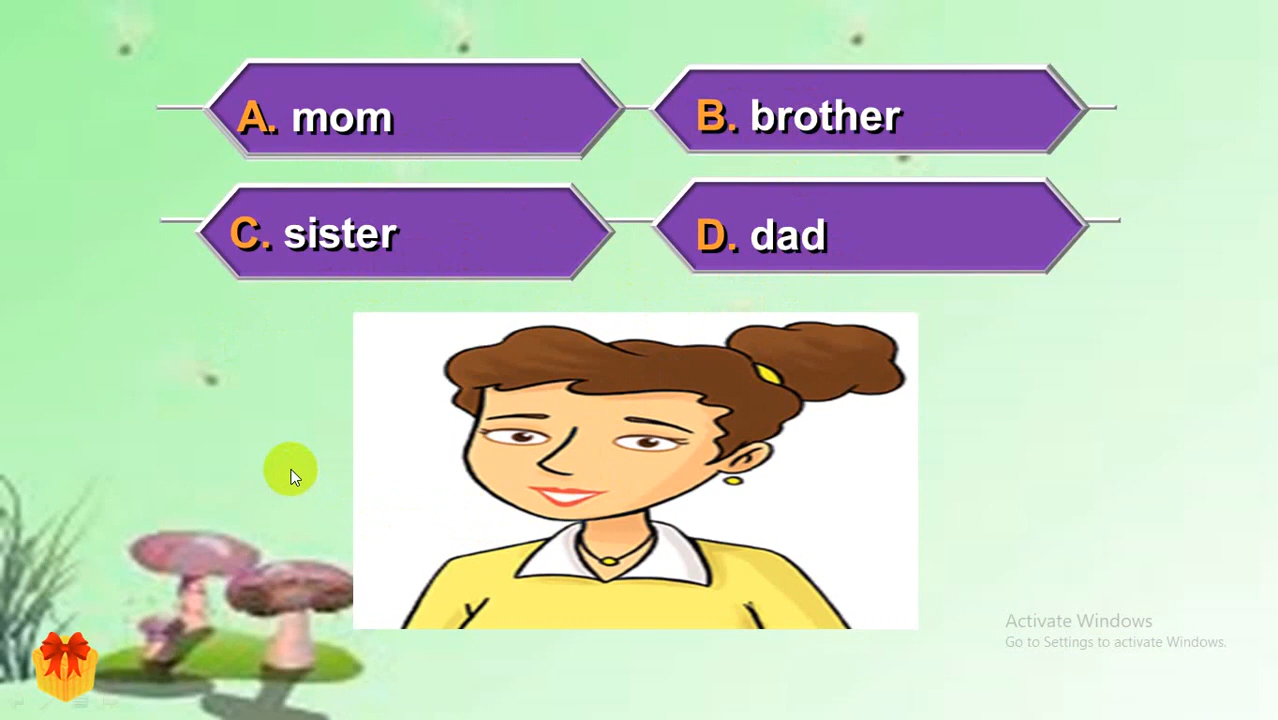 A. mom
B. brother
C. sister
D. dad
Activate Windows
Go to Settings to activate Windows.